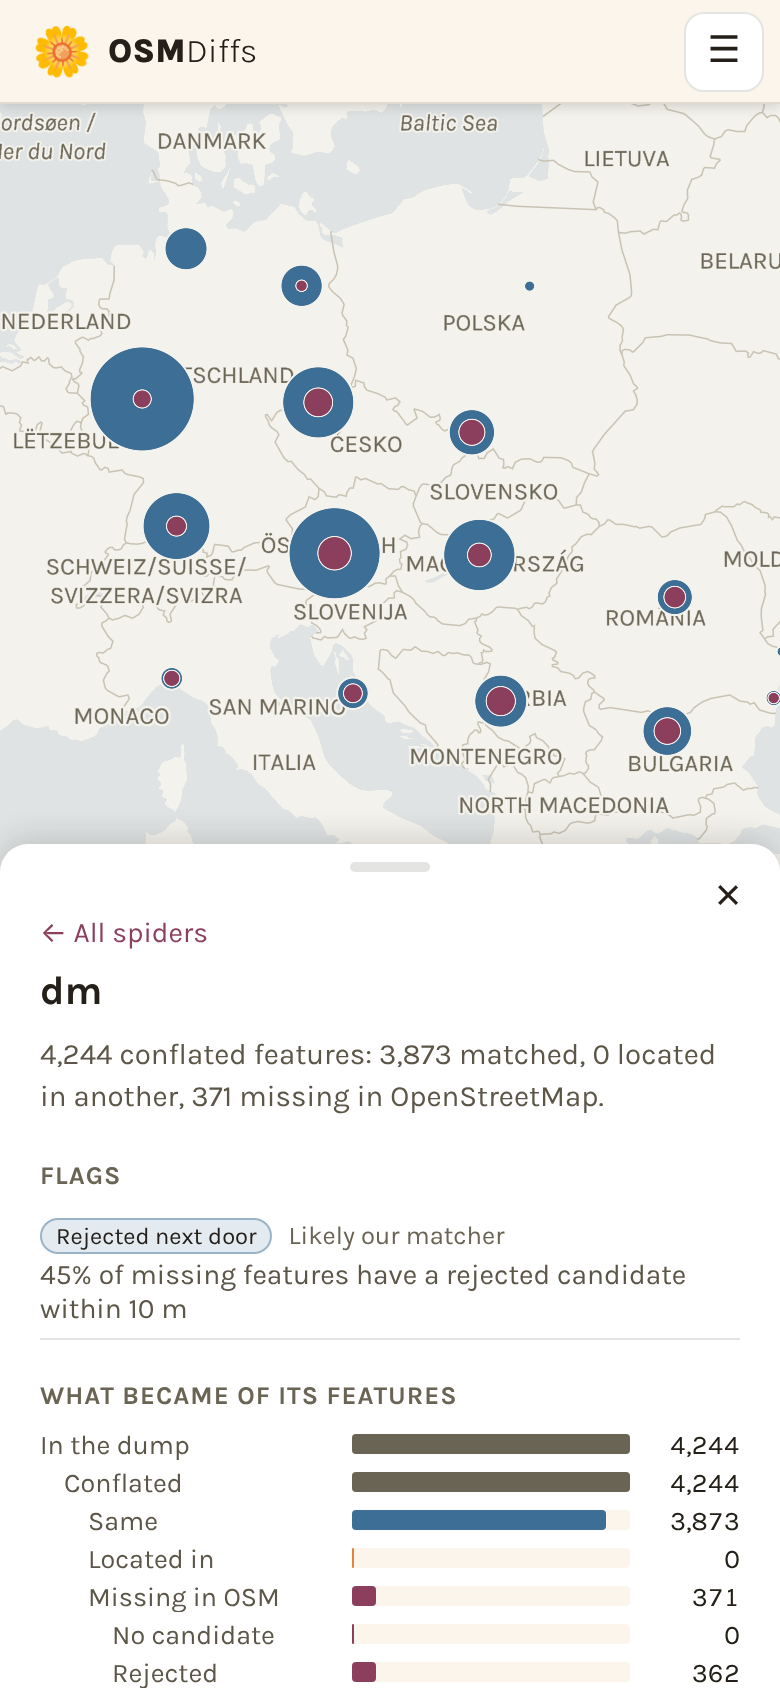 OSMDiffs
☰
ordsøen /
er du Nord
DANMARK
Baltic Sea
LIETUVA
BELARU
NEDERLAND
POLSKA
TSCHLAND
LËTZEBU
ČESKO
SLOVENSKO
ÖS H
MAG RSZÁG
MOLD
SCHWEIZ/SUISSE/
SVIZZERA/SVIZRA
SLOVENIJA
ROMANIA
MONACO
SAN MARINO
RBIA
ITALIA
MONTENEGRO
BULGARIA
NORTH MACEDONIA
✕
← All spiders
dm
4,244 conflated features: 3,873 matched, 0 located
in another, 371 missing in OpenStreetMap.
FLAGS
Rejected next door Likely our matcher
45% of missing features have a rejected candidate
within 10 m
WHAT BECAME OF ITS FEATURES
In the dump 4,244
Conflated 4,244
Same 3,873
Located in 0
Missing in OSM 371
No candidate 0
Rejected 362